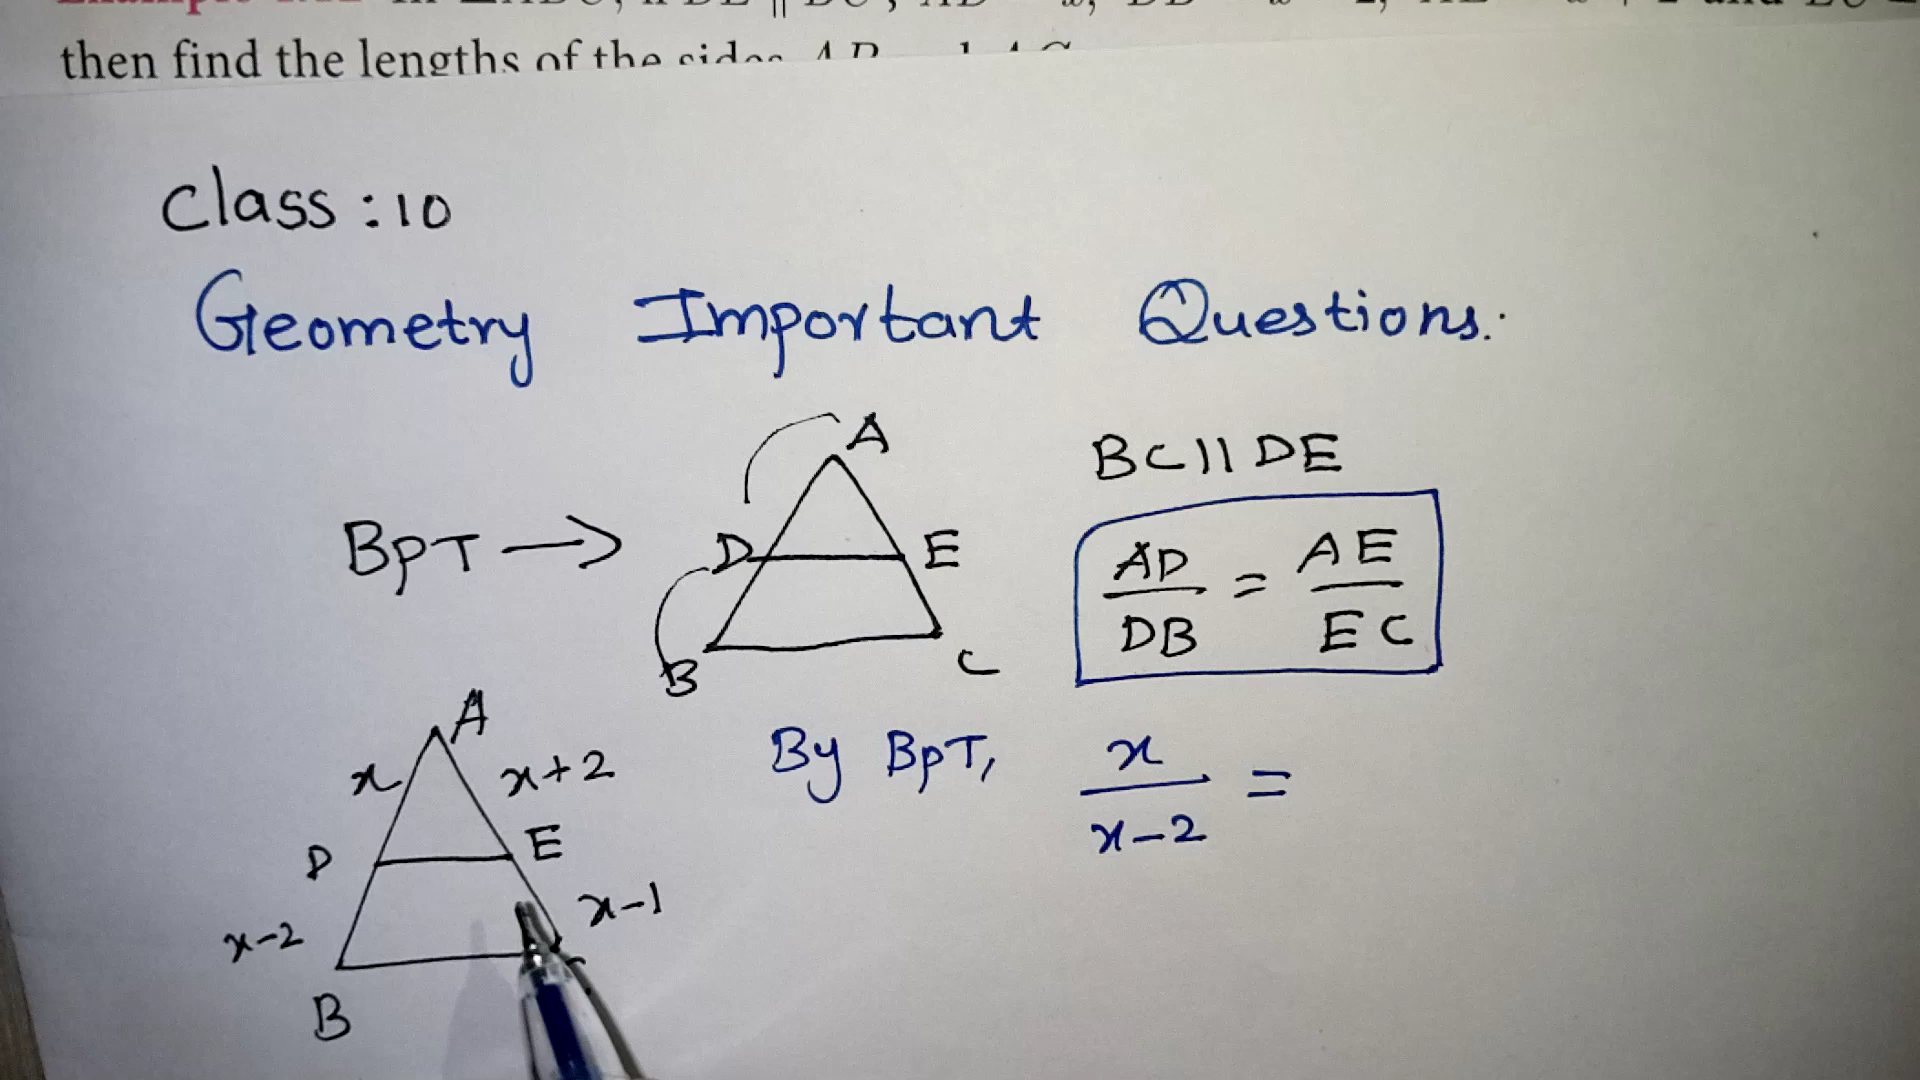 then find the lengths of the
Class : 10
Geometry Important Questions.
A
BC || DE
BPT → D E
AD/DB = AE/EC
B C
A
By BPT, x/x-2 =
x x+2
D E
x-2 x-1
B